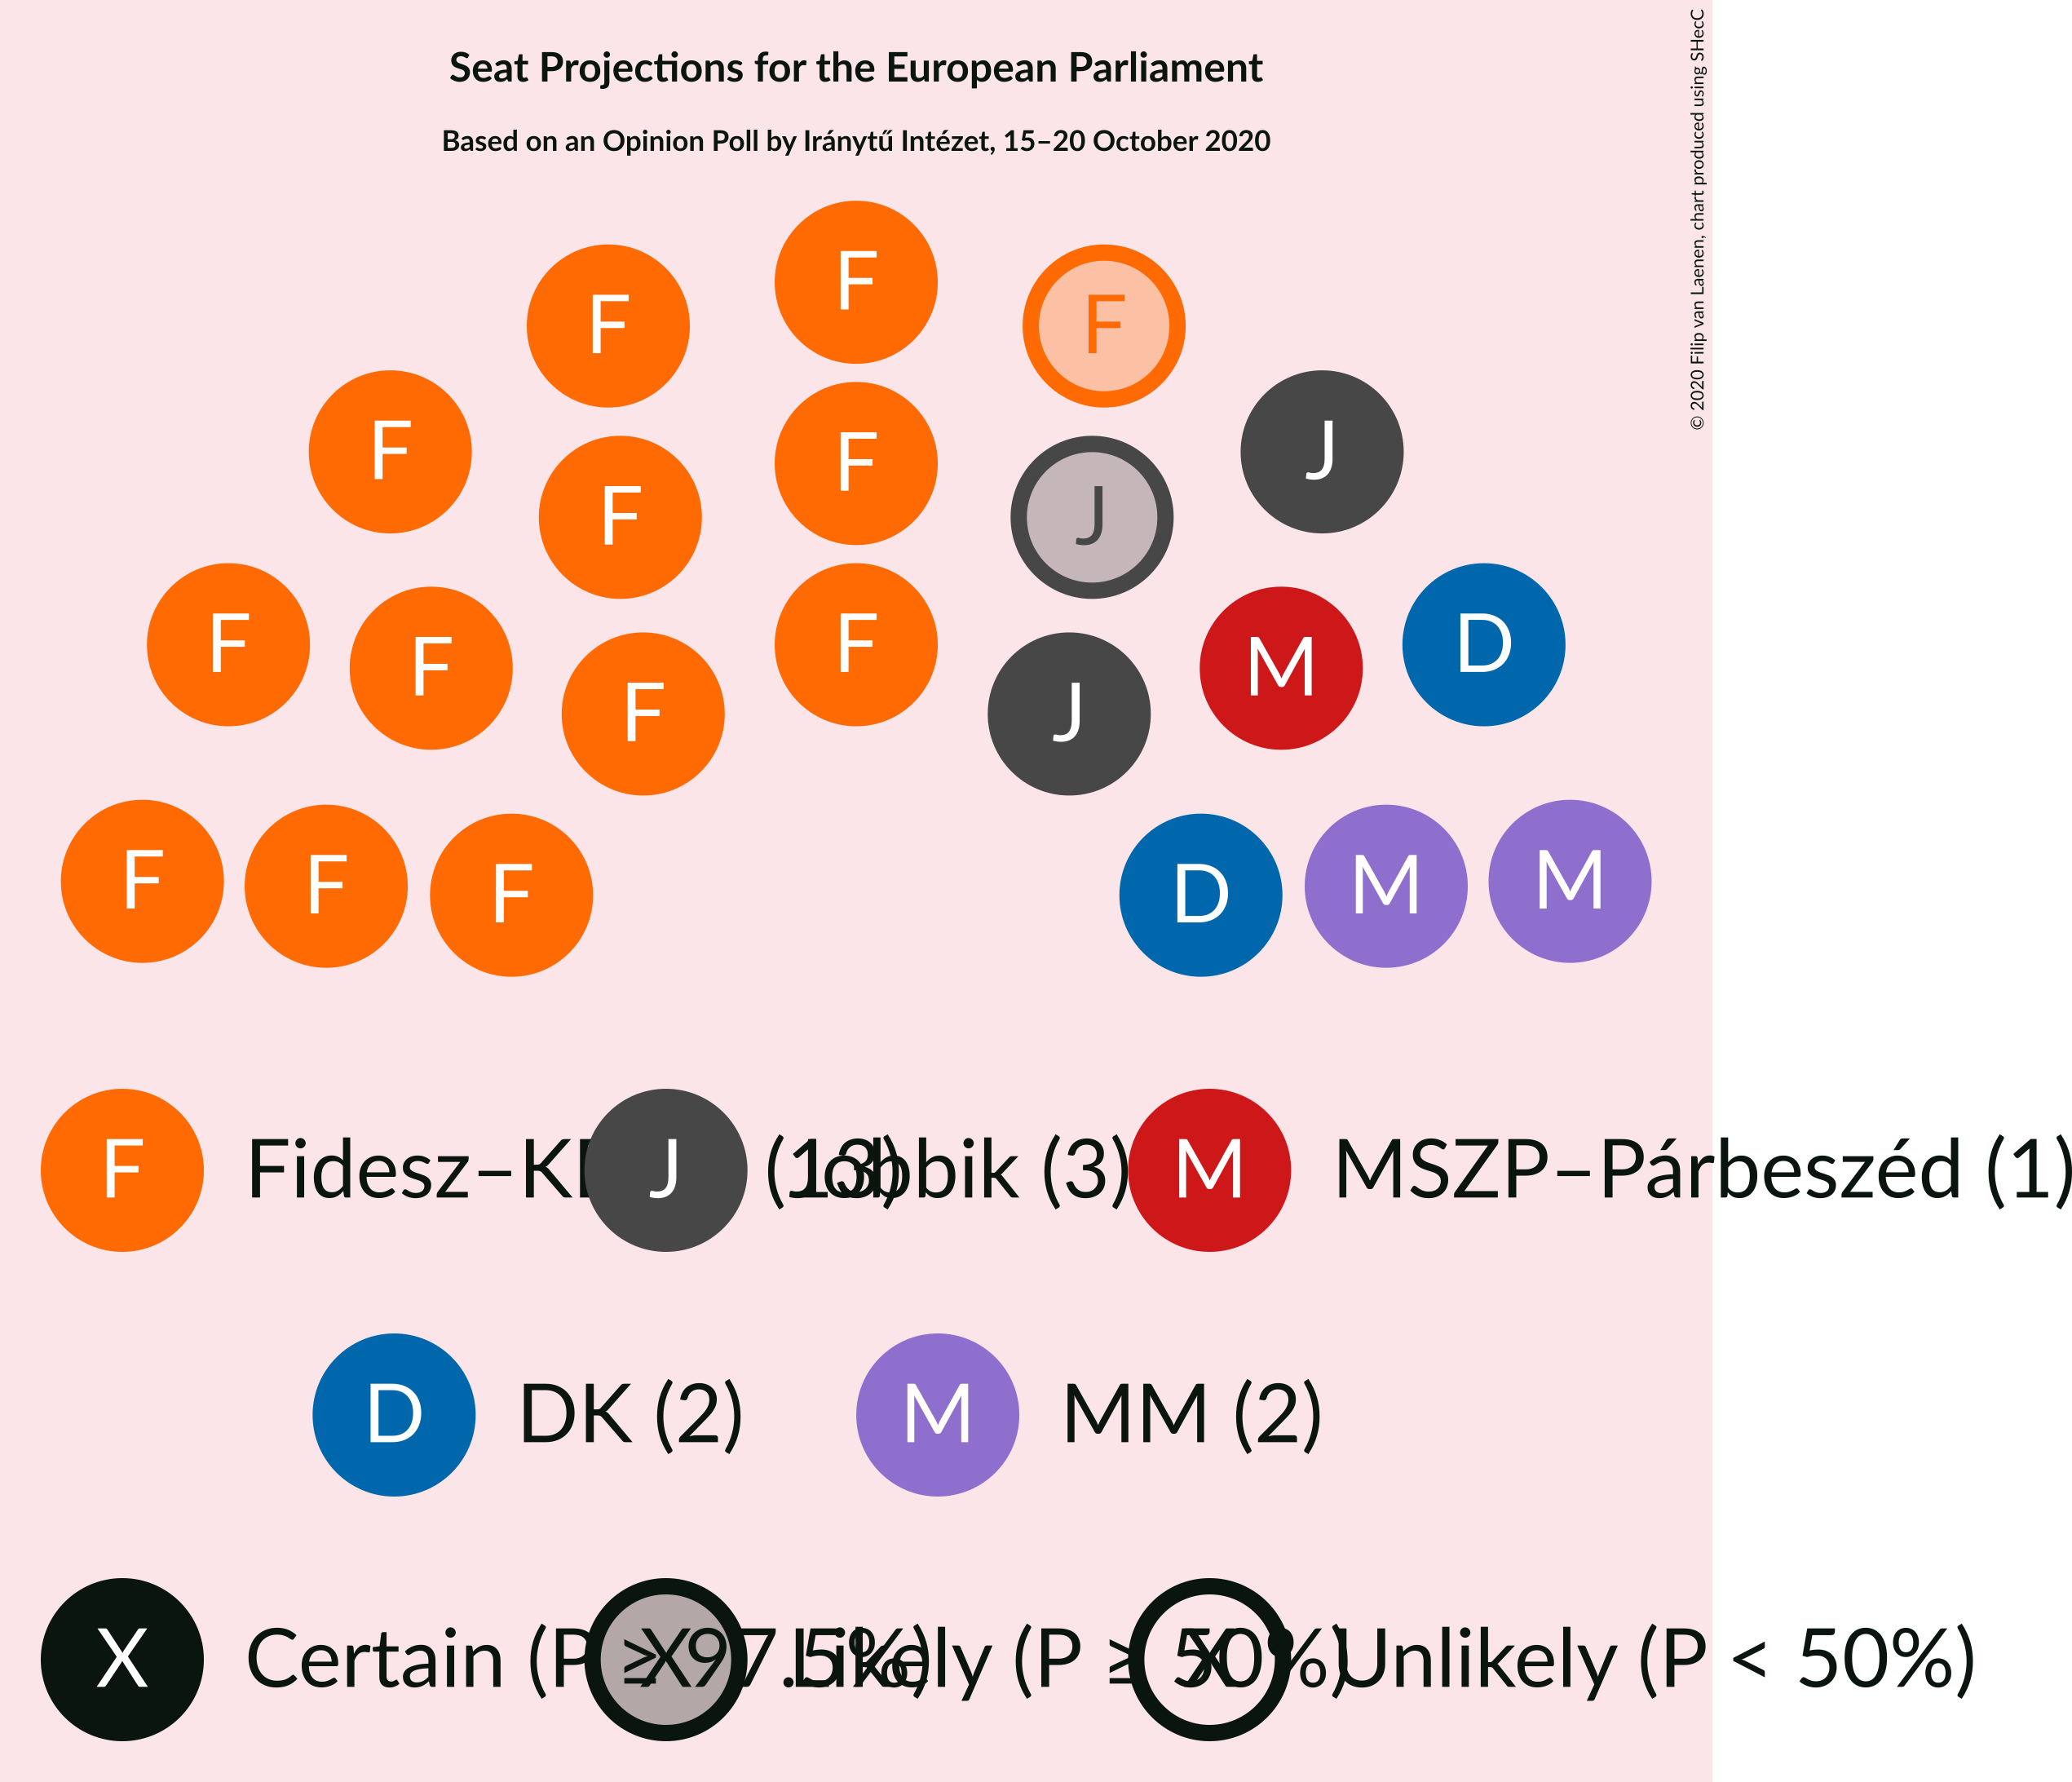 Seat Projections for the European Parliament
Based on an Opinion Poll by Iránytű Intézet, 15–20 October 2020
© 2020 Filip van Laenen, chart produced using SHecC
F
F F
F J
F F
F J
F F F M D
F J
F F F D M M
F Fidesz–K (13) J Jobbik (3) M MSZP–Párbeszéd (1)
D DK (2) M MM (2)
X Certain (P ≥ 97.5%) X Likely (P ≥ 50%) X Unlikely (P < 50%)